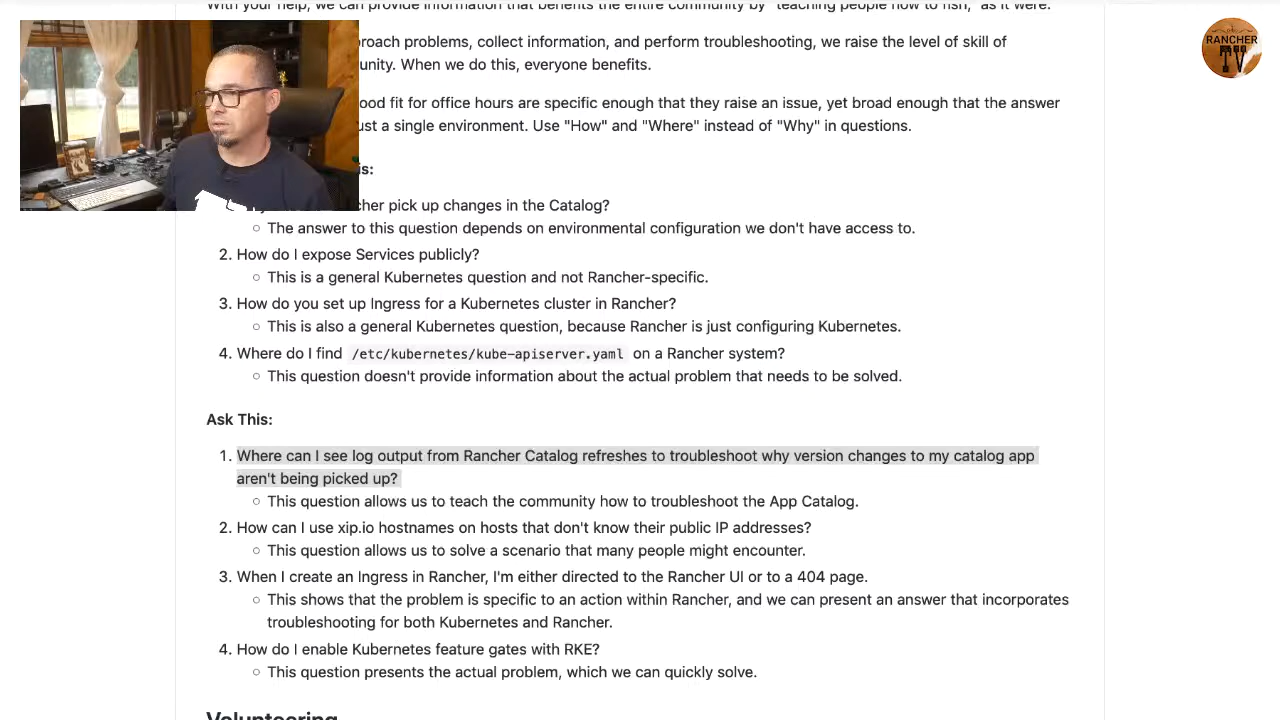 With your help, we can provide information that benefits the entire community by "teaching people how to fish," as it were.
RANCHER
TV
roach problems, collect information, and perform troubleshooting, we raise the level of skill of
unity. When we do this, everyone benefits.
ood fit for office hours are specific enough that they raise an issue, yet broad enough that the answer
ust a single environment. Use "How" and "Where" instead of "Why" in questions.
is:
cher pick up changes in the Catalog?
○ The answer to this question depends on environmental configuration we don't have access to.
2. How do I expose Services publicly?
○ This is a general Kubernetes question and not Rancher-specific.
3. How do you set up Ingress for a Kubernetes cluster in Rancher?
○ This is also a general Kubernetes question, because Rancher is just configuring Kubernetes.
4. Where do I find /etc/kubernetes/kube-apiserver.yaml on a Rancher system?
○ This question doesn't provide information about the actual problem that needs to be solved.
Ask This:
1. Where can I see log output from Rancher Catalog refreshes to troubleshoot why version changes to my catalog app
aren't being picked up?
○ This question allows us to teach the community how to troubleshoot the App Catalog.
2. How can I use xip.io hostnames on hosts that don't know their public IP addresses?
○ This question allows us to solve a scenario that many people might encounter.
3. When I create an Ingress in Rancher, I'm either directed to the Rancher UI or to a 404 page.
○ This shows that the problem is specific to an action within Rancher, and we can present an answer that incorporates
troubleshooting for both Kubernetes and Rancher.
4. How do I enable Kubernetes feature gates with RKE?
○ This question presents the actual problem, which we can quickly solve.
Volunteering